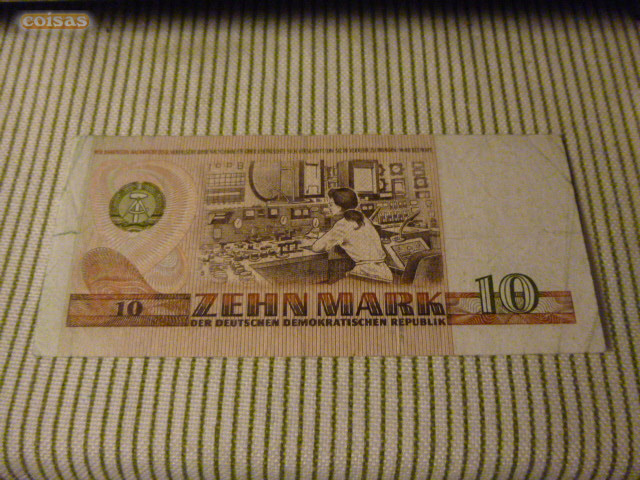 coisas
10 ZEHN MARK 10
DER DEUTSCHEN DEMOKRATISCHEN REPUBLIK